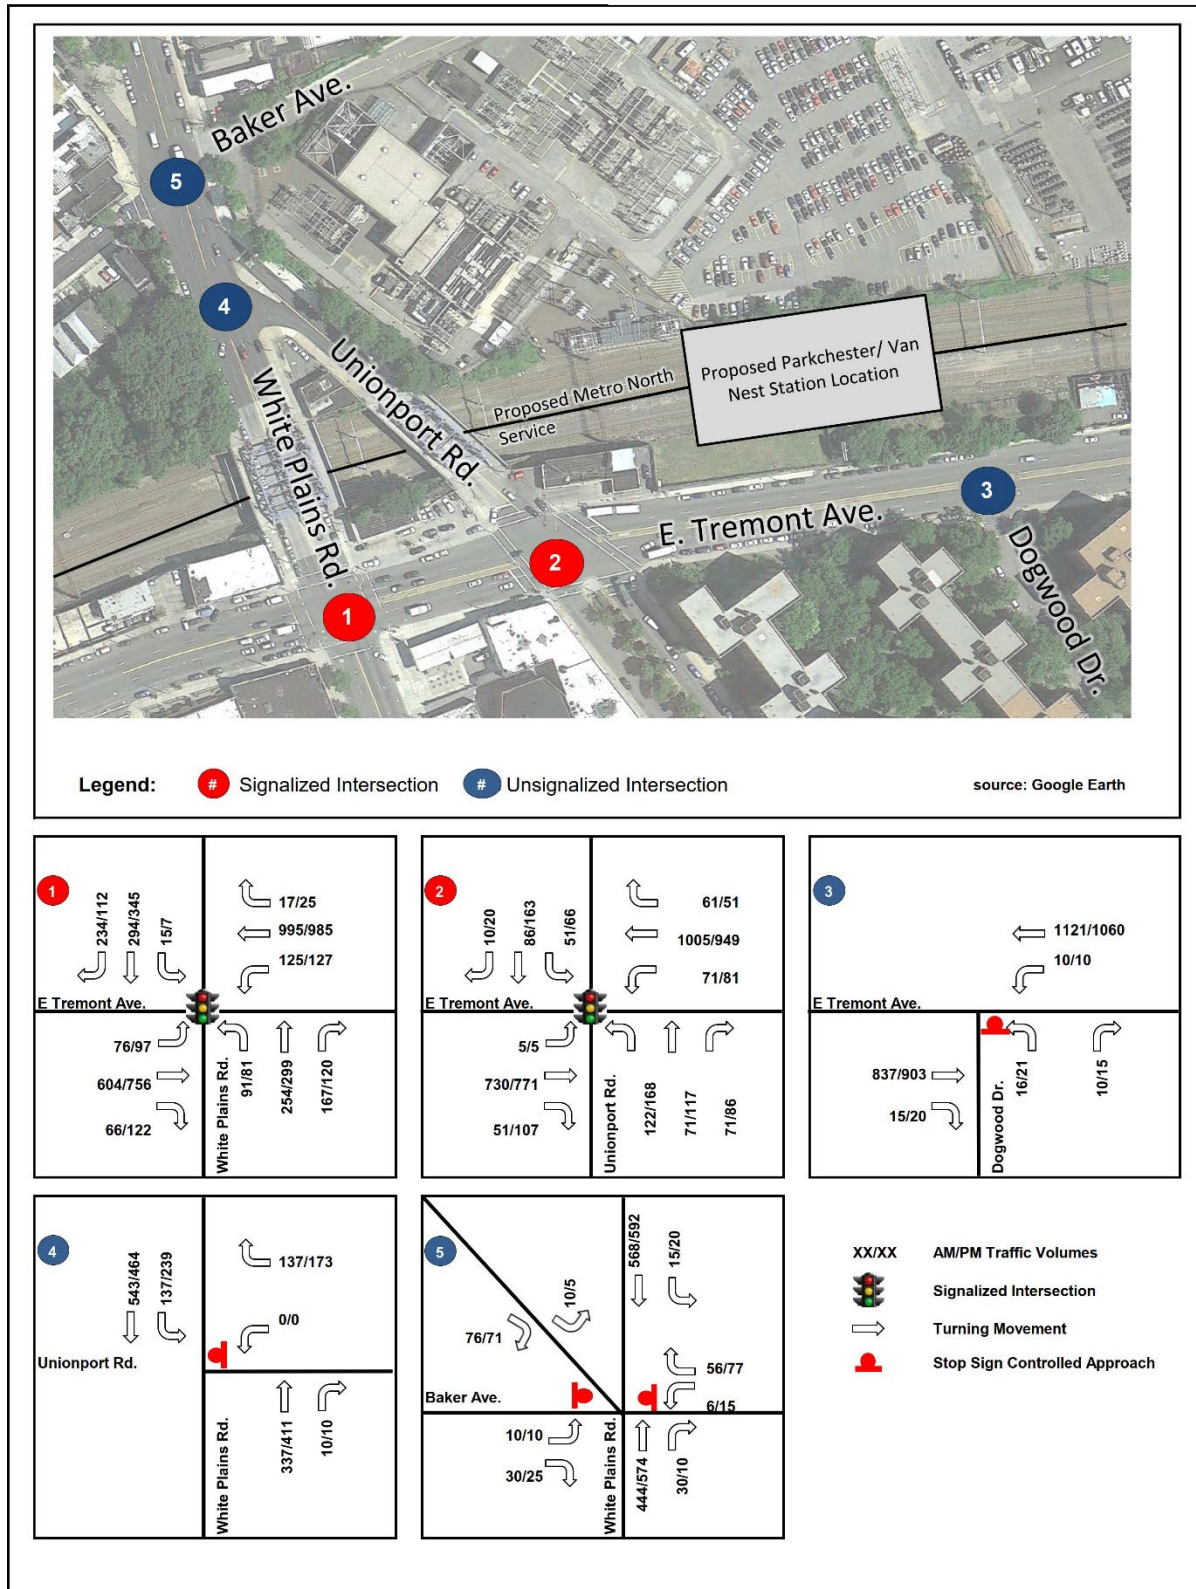 Baker Ave.
5
4
Unionport Rd.
White Plains Rd.
Proposed Metro North
Service
Proposed Parkchester/ Van
Nest Station Location
3
E. Tremont Ave.
Dogwood Dr.
2
1
Legend:
# Signalized Intersection
# Unsignalized Intersection
source: Google Earth
1
234/112
294/345
15/7
17/25
995/985
125/127
E Tremont Ave.
76/97
604/756
66/122
White Plains Rd.
91/81
254/299
167/120
2
10/20
86/163
51/66
61/51
1005/949
71/81
E Tremont Ave.
5/5
730/771
51/107
Unionport Rd.
122/168
71/117
71/86
3
1121/1060
10/10
E Tremont Ave.
837/903
15/20
Dogwood Dr.
16/21
10/15
4
543/464
137/239
137/173
0/0
Unionport Rd.
White Plains Rd.
337/411
10/10
5
568/592
15/20
10/5
76/71
56/77
6/15
Baker Ave.
10/10
30/25
White Plains Rd.
444/574
30/10
XX/XX AM/PM Traffic Volumes
Signalized Intersection
Turning Movement
Stop Sign Controlled Approach